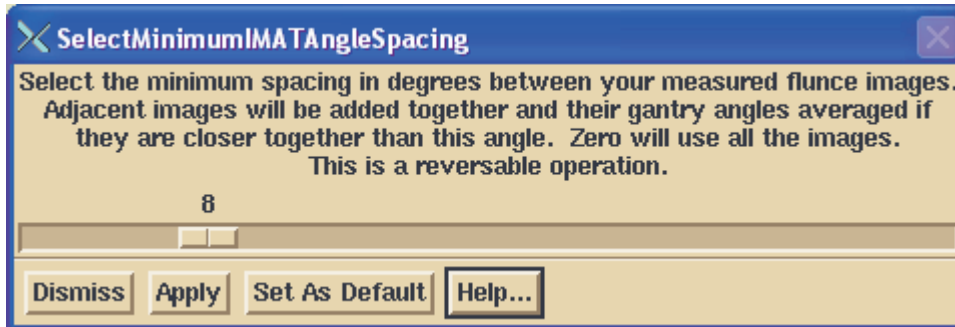 SelectMinimumIMATAngleSpacing
Select the minimum spacing in degrees between your measured flunce images.
Adjacent images will be added together and their gantry angles averaged if
they are closer together than this angle.  Zero will use all the images.
This is a reversable operation.
8
Dismiss Apply Set As Default Help...